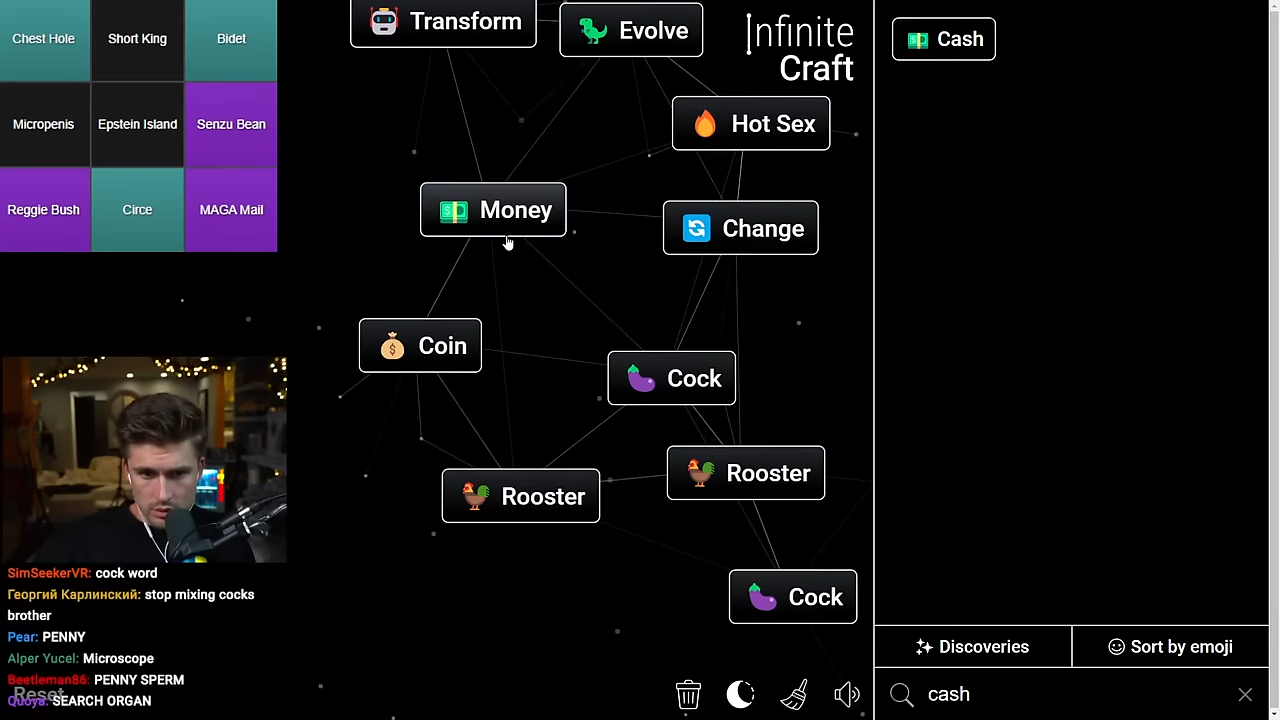 Chest Hole
Short King
Bidet
Micropenis
Epstein Island
Senzu Bean
Reggie Bush
Circe
MAGA Mail
Transform
Evolve
Infinite
Craft
Hot Sex
Money
Change
Coin
Cock
Rooster
Rooster
Cock
Cash
SimSeekerVR: cock word
Георгий Карлинский: stop mixing cocks
brother
Pear: PENNY
Alper Yucel: Microscope
Beetleman86: PENNY SPERM
Reset
Quoya: SEARCH ORGAN
Discoveries
Sort by emoji
cash